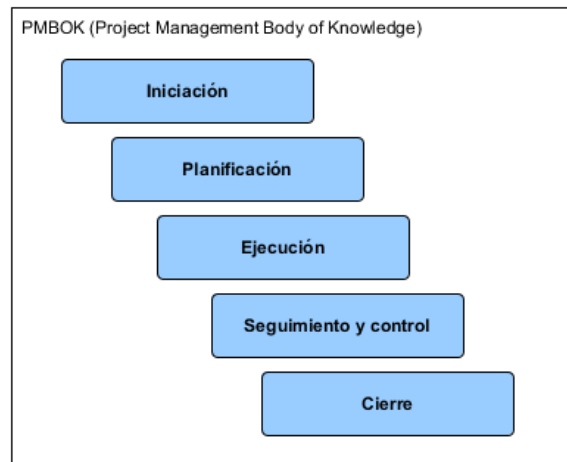 PMBOK (Project Management Body of Knowledge)
Iniciación
Planificación
Ejecución
Seguimiento y control
Cierre